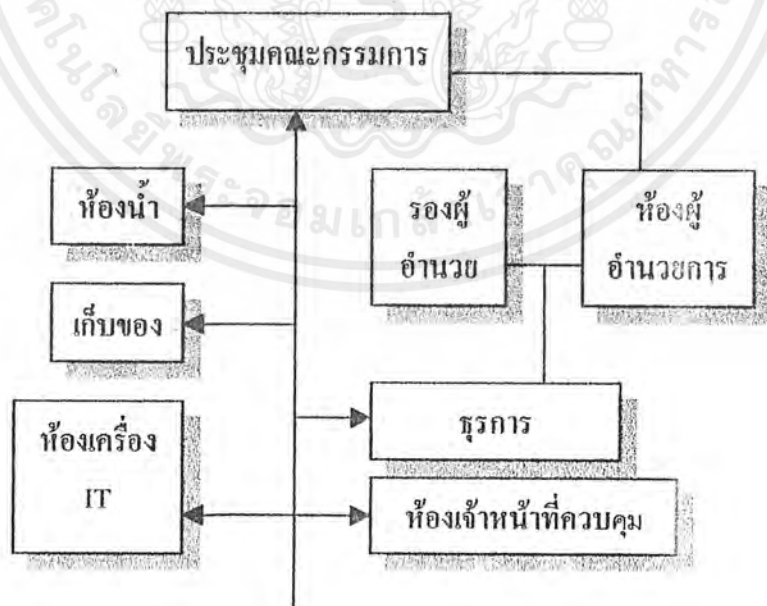 ประชุมคณะกรรมการ
ห้องน้ำ
รองผู้
อำนวย
ห้องผู้
อำนวยการ
เก็บของ
ธุรการ
ห้องเครื่อง
IT
ห้องเจ้าหน้าที่ควบคุม